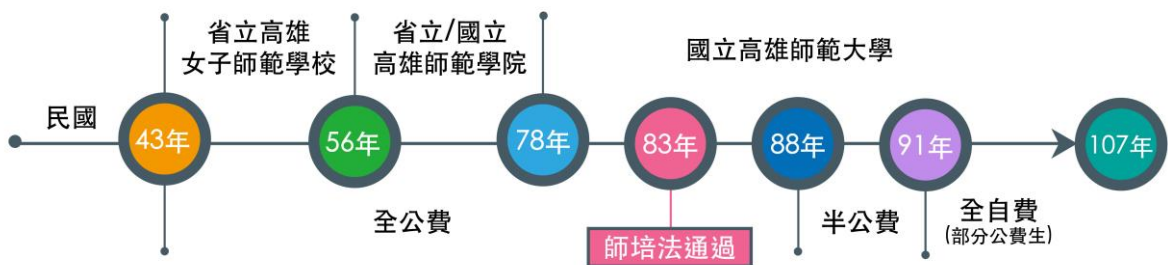 省立高雄
女子師範學校
省立/國立
高雄師範學院
國立高雄師範大學
民國
43年
56年
78年
83年
88年
91年
107年
全公費
師培法通過
半公費
全自費
(部分公費生)